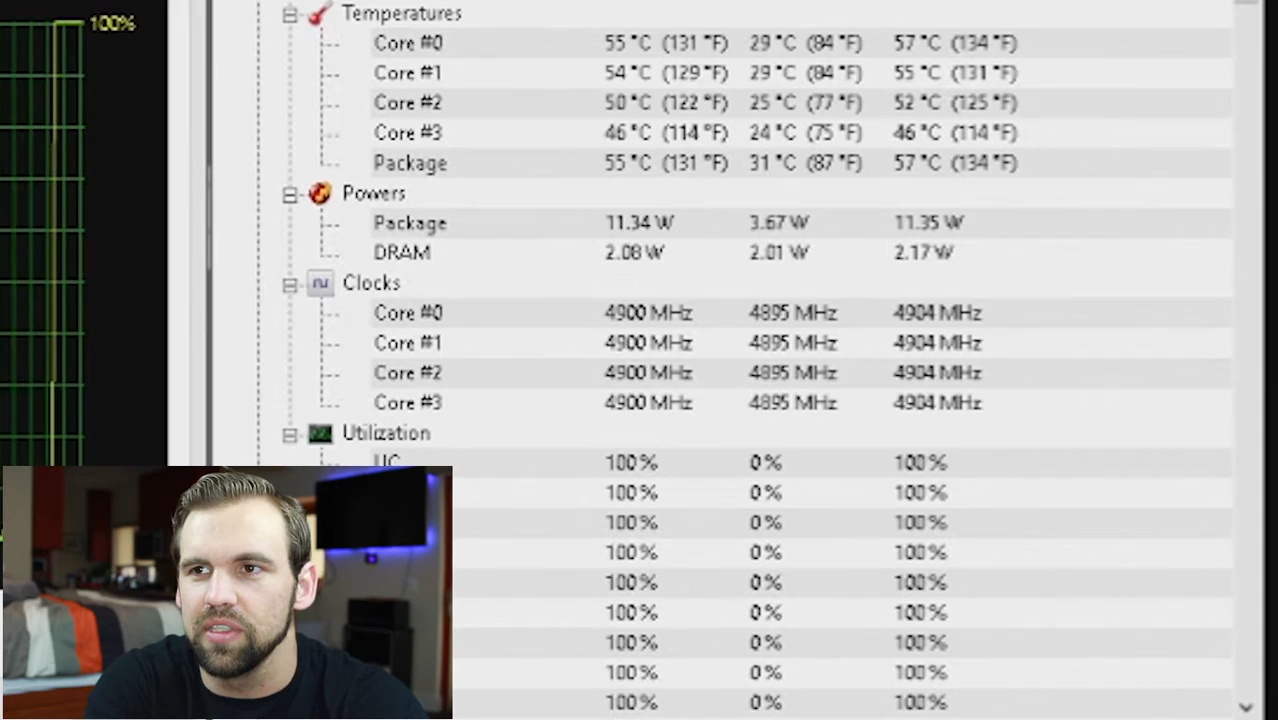 100%
Temperatures
Core #0 55 °C (131 °F) 29 °C (84 °F) 57 °C (134 °F)
Core #1 54 °C (129 °F) 29 °C (84 °F) 55 °C (131 °F)
Core #2 50 °C (122 °F) 25 °C (77 °F) 52 °C (125 °F)
Core #3 46 °C (114 °F) 24 °C (75 °F) 46 °C (114 °F)
Package 55 °C (131 °F) 31 °C (87 °F) 57 °C (134 °F)
Powers
Package 11.34 W 3.67 W 11.35 W
DRAM 2.08 W 2.01 W 2.17 W
Clocks
Core #0 4900 MHz 4895 MHz 4904 MHz
Core #1 4900 MHz 4895 MHz 4904 MHz
Core #2 4900 MHz 4895 MHz 4904 MHz
Core #3 4900 MHz 4895 MHz 4904 MHz
Utilization
UC 100% 0% 100%
100% 0% 100%
100% 0% 100%
100% 0% 100%
100% 0% 100%
100% 0% 100%
100% 0% 100%
100% 0% 100%
100% 0% 100%